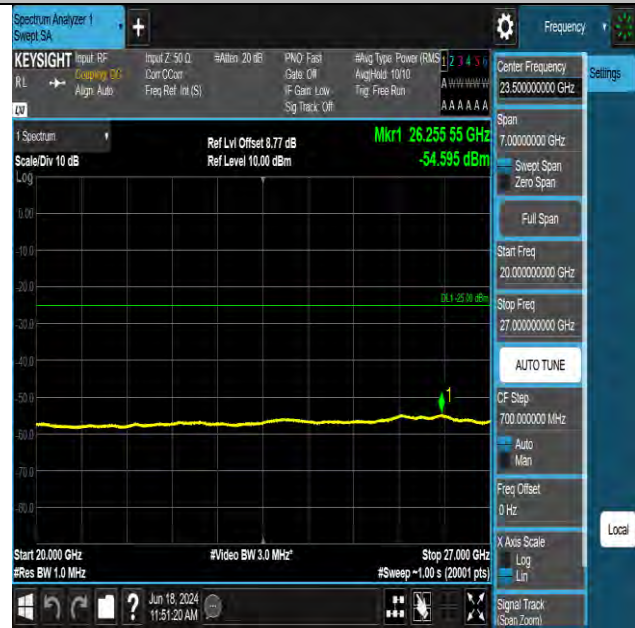 Spectrum Analyzer 1
Swept SA
+
Frequency
KEYSIGHT
RL
LXI
Input: RF
Coupling: DC
Align: Auto
Input Z: 50 Ω
Corr CCorr
Freq Ref: Int (S)
#Atten: 20 dB
PNO: Fast
Gate: Off
IF Gain: Low
Sig Track: Off
#Avg Type: Power (RMS
Avg|Hold: 10/10
Trig: Free Run
1 2 3 4 5 6
A W W W W W
A A A A A A
1 Spectrum
Scale/Div 10 dB
Log
Ref Lvl Offset 8.77 dB
Ref Level 10.00 dBm
Mkr1 26.255 55 GHz
-54.595 dBm
0.00
-10.0
-20.0
DL1 -25.00 dBm
-30.0
-40.0
-50.0
1
-70.0
-80.0
Start 20.000 GHz
#Res BW 1.0 MHz
#Video BW 3.0 MHz*
Stop 27.000 GHz
#Sweep ~1.00 s (20001 pts)
?
Jun 18, 2024
11:51:20 AM
Center Frequency
23.500000000 GHz
Settings
Span
7.00000000 GHz
Swept Span
Zero Span
Full Span
Start Freq
20.000000000 GHz
Stop Freq
27.000000000 GHz
AUTO TUNE
CF Step
700.000000 MHz
Auto
Man
Freq Offset
0 Hz
Local
X Axis Scale
Log
Lin
Signal Track
(Span Zoom)